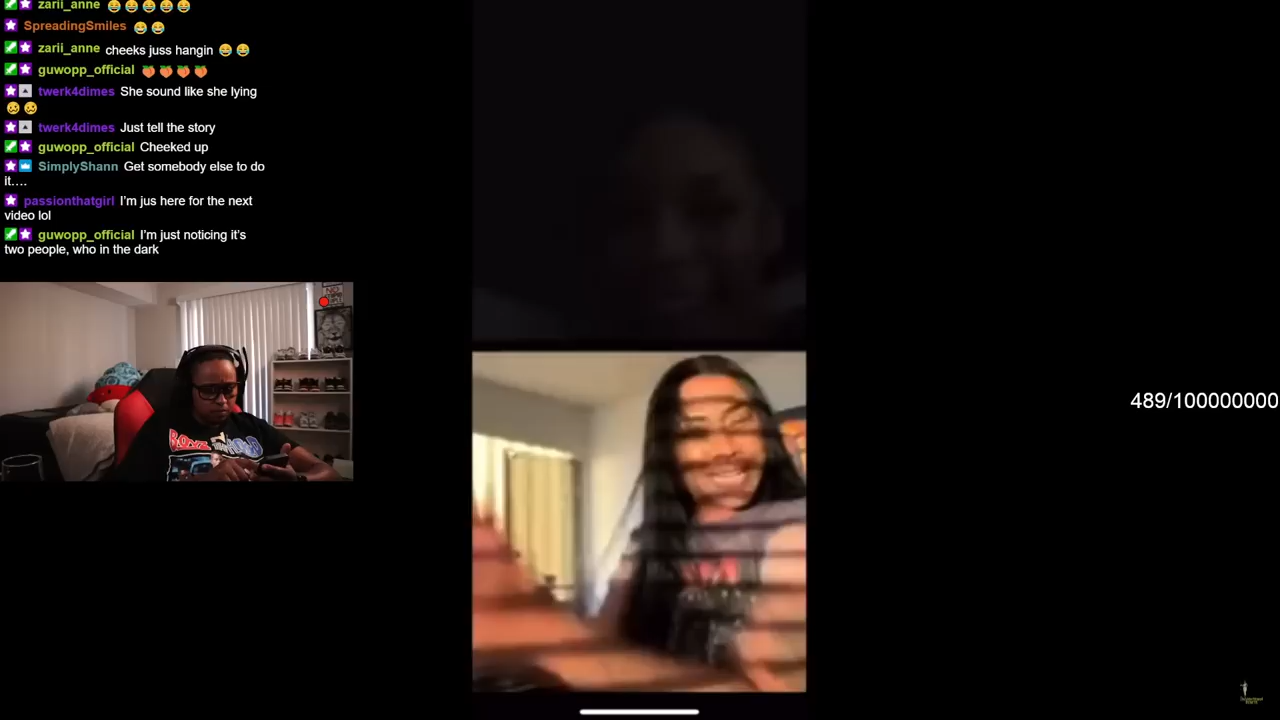 zarii_anne 😂😂😂😂😂
SpreadingSmiles 😂😂
zarii_anne cheeks juss hangin 😂😂
guwopp_official 🍑🍑🍑🍑
twerk4dimes She sound like she lying
🥴🥴
twerk4dimes Just tell the story
guwopp_official Cheeked up
SimplyShann Get somebody else to do
it....
passionthatgirl I'm jus here for the next
video lol
guwopp_official I'm just noticing it's
two people, who in the dark
489/100000000